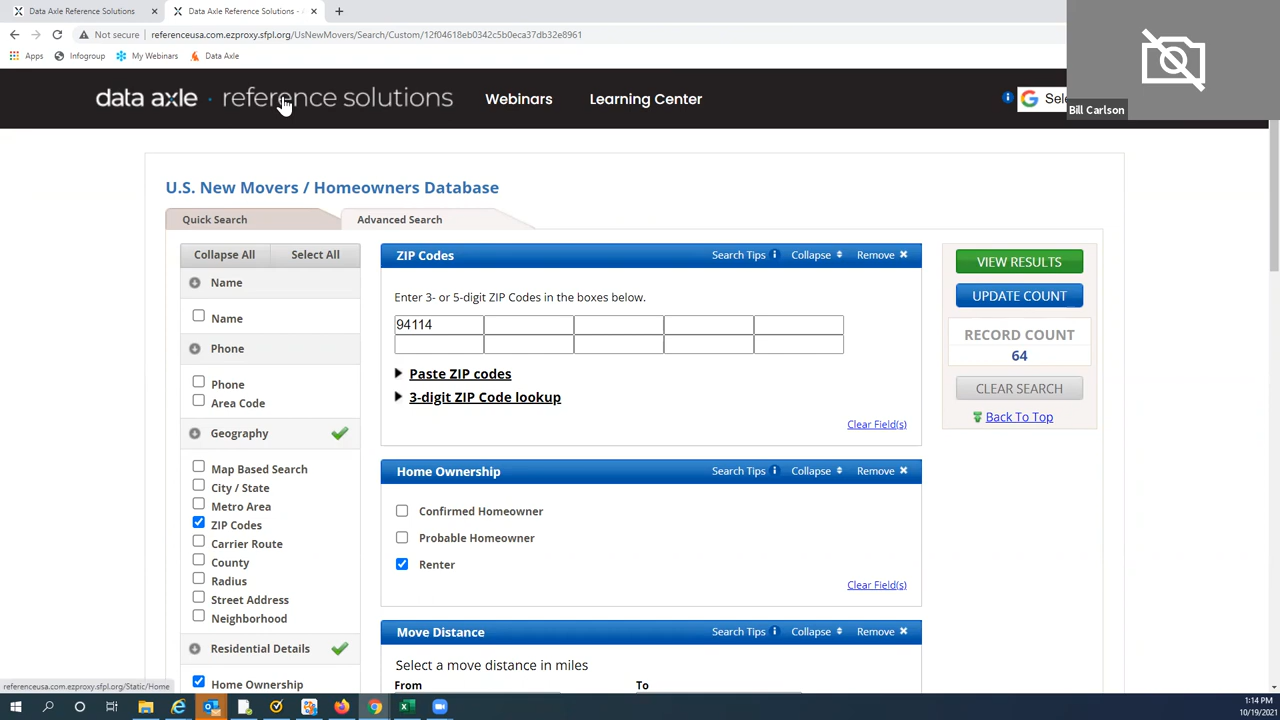 Data Axle Reference Solutions
Data Axle Reference Solutions -
Not secure
referenceusa.com.ezproxy.sfpl.org/UsNewMovers/Search/Custom/12f04618eb0342c5b0eca37db32e8961
Apps
Infogroup
My Webinars
Data Axle
data axle · reference solutions
Webinars
Learning Center
Bill Carlson
U.S. New Movers / Homeowners Database
Quick Search
Advanced Search
Collapse All
Select All
Name
Name
Phone
Phone
Area Code
Geography
Map Based Search
City / State
Metro Area
ZIP Codes
Carrier Route
County
Radius
Street Address
Neighborhood
Residential Details
Home Ownership
ZIP Codes
Search Tips
Collapse
Remove
Enter 3- or 5-digit ZIP Codes in the boxes below.
94114
Paste ZIP codes
3-digit ZIP Code lookup
Clear Field(s)
Home Ownership
Search Tips
Collapse
Remove
Confirmed Homeowner
Probable Homeowner
Renter
Clear Field(s)
Move Distance
Search Tips
Collapse
Remove
Select a move distance in miles
From
To
VIEW RESULTS
UPDATE COUNT
RECORD COUNT
64
CLEAR SEARCH
Back To Top
referenceusa.com.ezproxy.sfpl.org/Static/Home
1:14 PM
10/19/2021